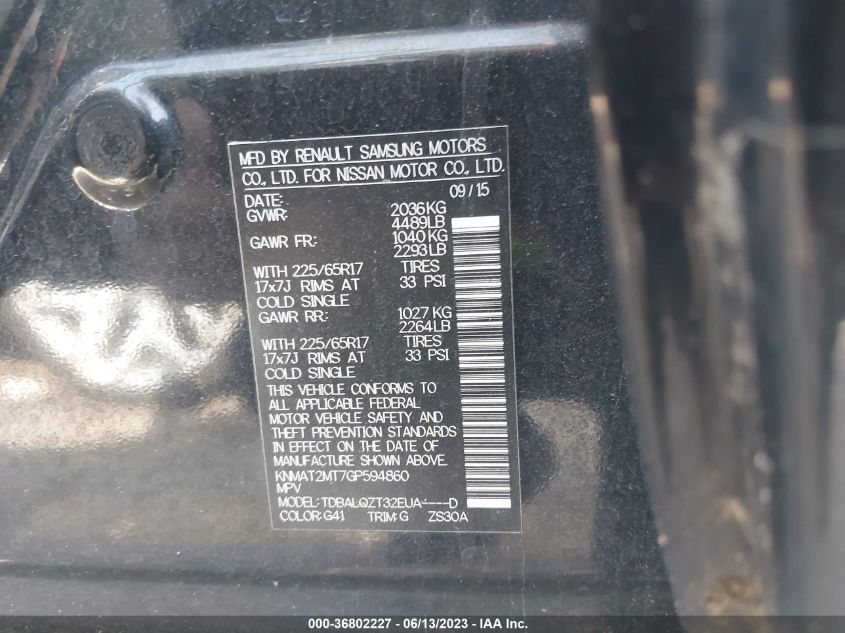 MFD BY RENAULT SAMSUNG MOTORS
CO., LTD. FOR NISSAN MOTOR CO., LTD.
DATE: 09/15
GVWR: 2036KG
4489LB
GAWR FR: 1040KG
2293LB
WITH 225/65R17 TIRES
17x7J RIMS AT 33 PSI
COLD SINGLE
GAWR RR: 1027KG
2264LB
WITH 225/65R17 TIRES
17x7J RIMS AT 33 PSI
COLD SINGLE
THIS VEHICLE CONFORMS TO
ALL APPLICABLE FEDERAL
MOTOR VEHICLE SAFETY AND
THEFT PREVENTION STANDARDS
IN EFFECT ON THE DATE OF
MANUFACTURE SHOWN ABOVE.
KNMAT2MT7GP594860
MPV
MODEL: TDBALQZT32EUA----D
COLOR: G41 TRIM: G ZS30A
000-36802227 - 06/13/2023 - IAA Inc.